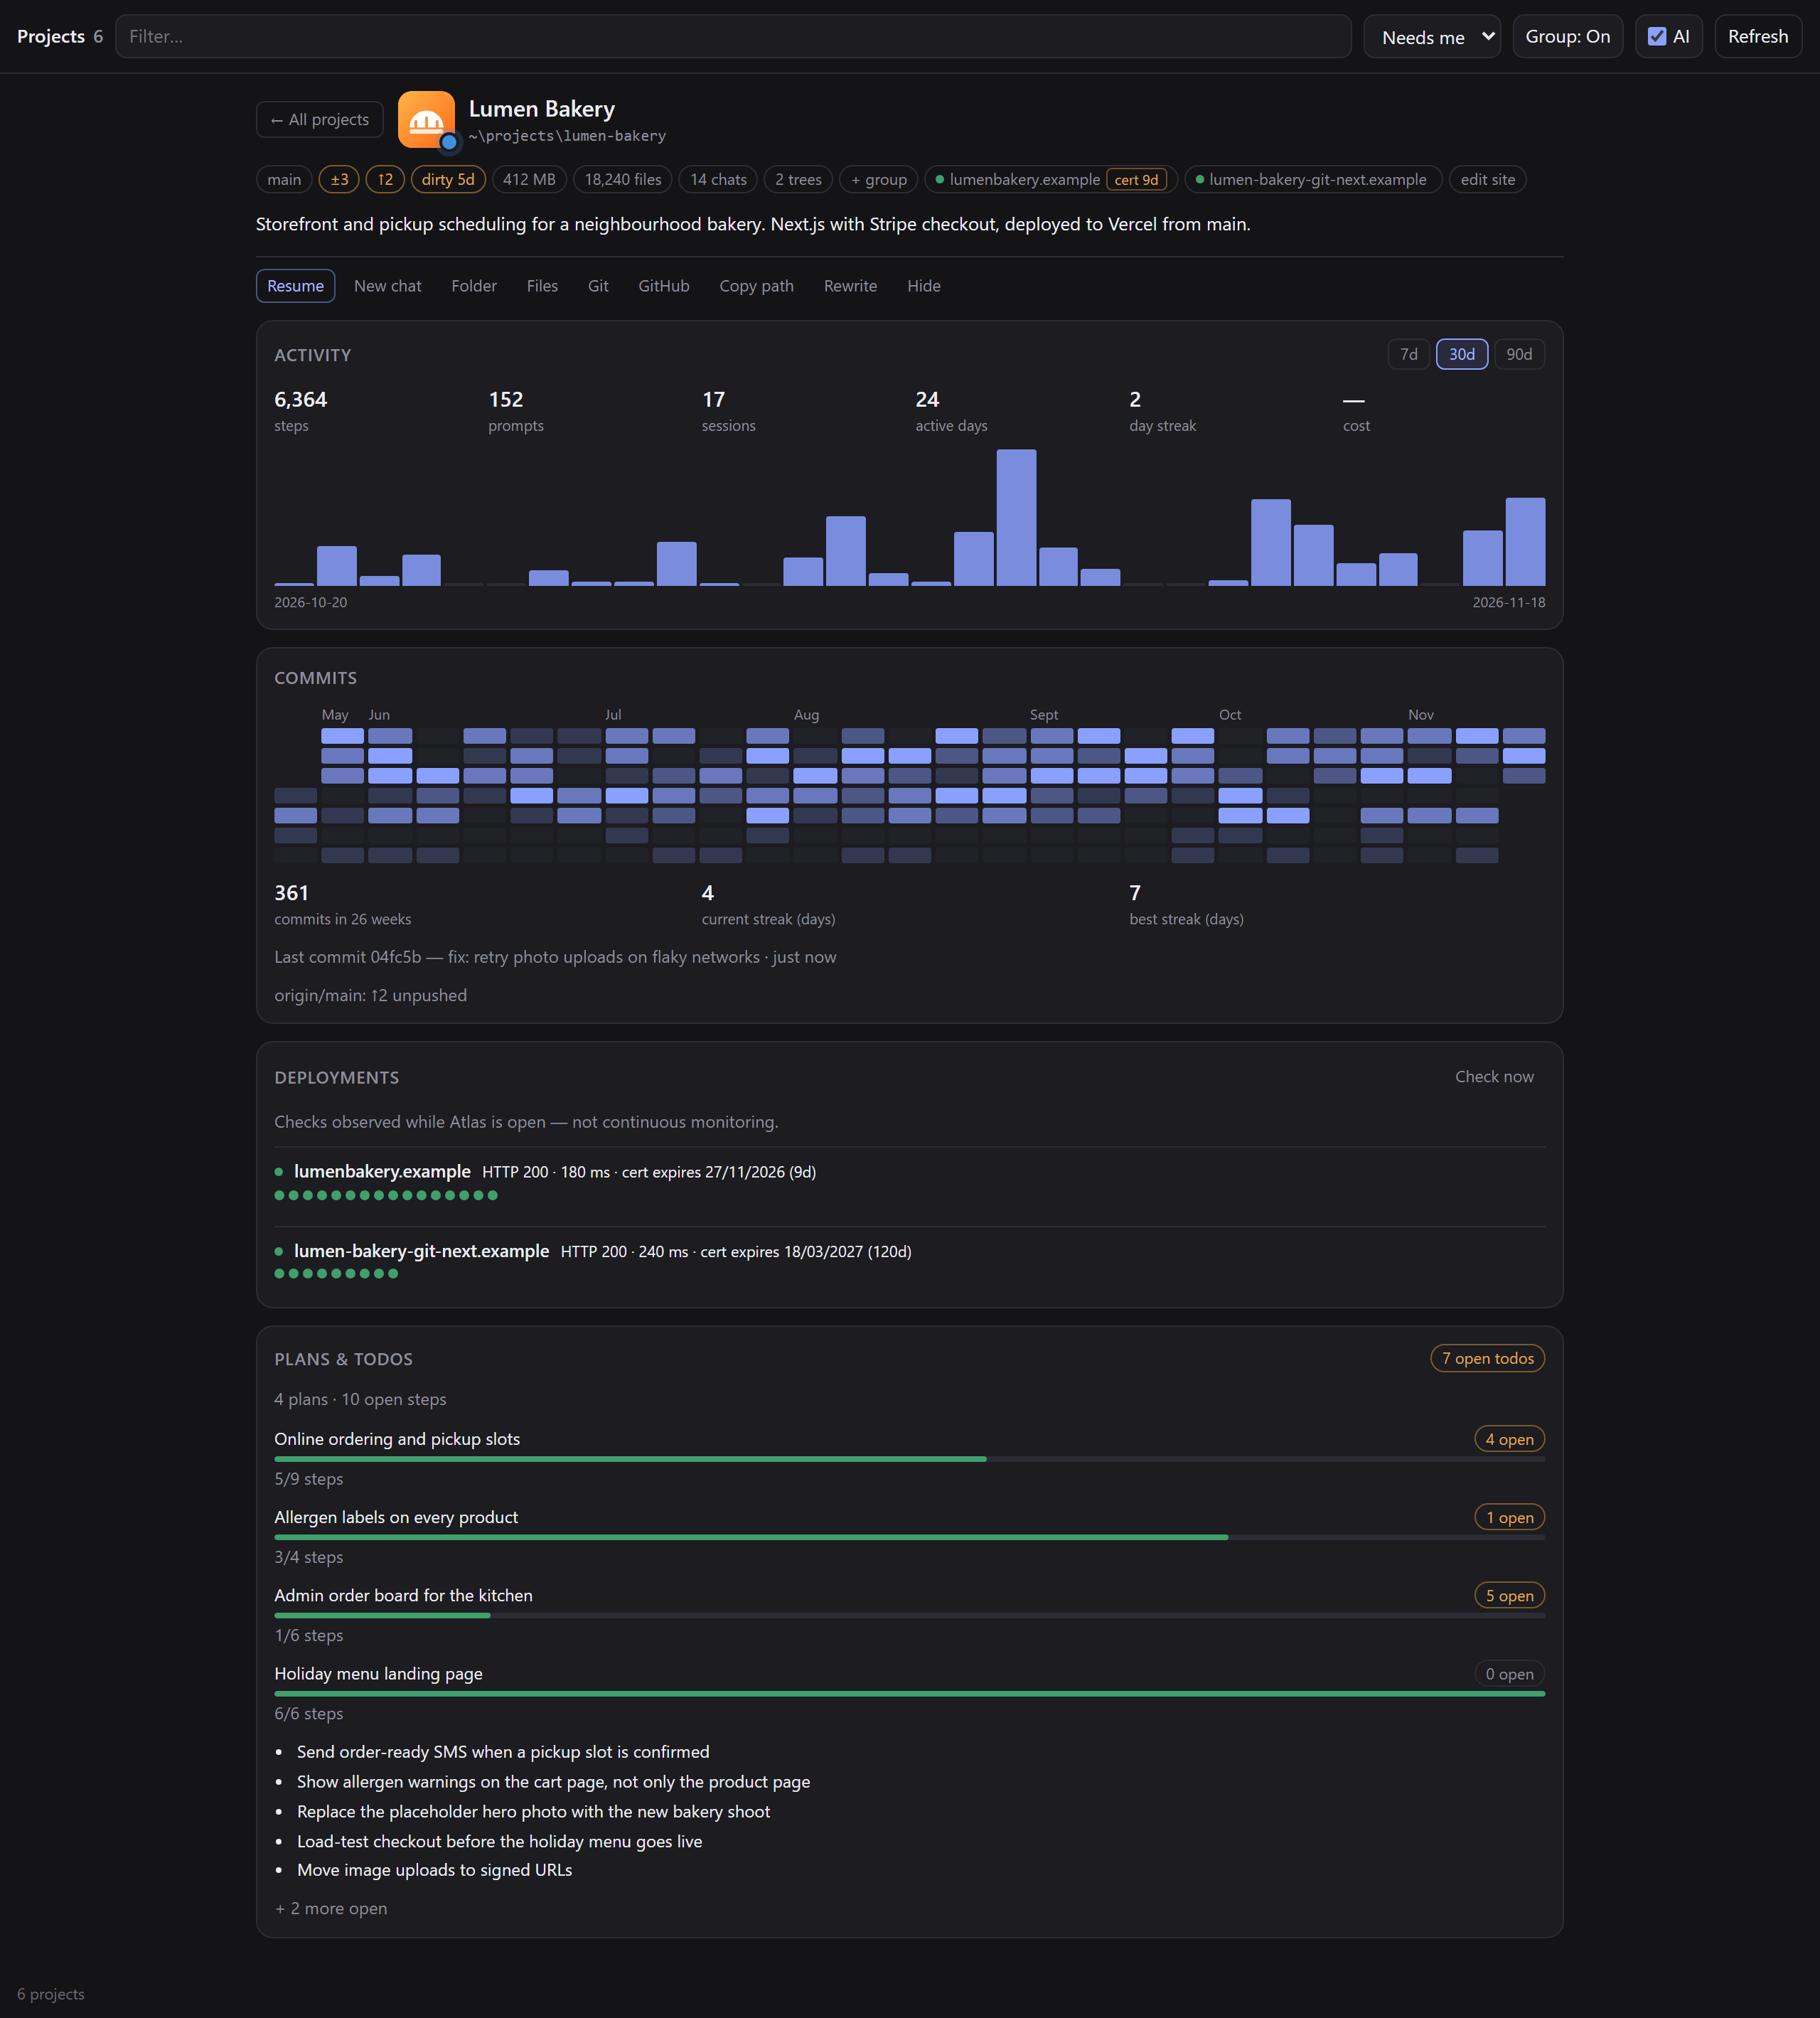 Projects 6 Filter... Needs me Group: On AI Refresh
← All projects
Lumen Bakery
~\projects\lumen-bakery
main ±3 ↑2 dirty 5d 412 MB 18,240 files 14 chats 2 trees + group lumenbakery.example cert 9d lumen-bakery-git-next.example edit site
Storefront and pickup scheduling for a neighbourhood bakery. Next.js with Stripe checkout, deployed to Vercel from main.
Resume New chat Folder Files Git GitHub Copy path Rewrite Hide
ACTIVITY 7d 30d 90d
6,364 152 17 24 2 —
steps prompts sessions active days day streak cost
2026-10-20 2026-11-18
COMMITS
May Jun Jul Aug Sept Oct Nov
361 4 7
commits in 26 weeks current streak (days) best streak (days)
Last commit 04fc5b — fix: retry photo uploads on flaky networks · just now
origin/main: ↑2 unpushed
DEPLOYMENTS Check now
Checks observed while Atlas is open — not continuous monitoring.
lumenbakery.example HTTP 200 · 180 ms · cert expires 27/11/2026 (9d)
lumen-bakery-git-next.example HTTP 200 · 240 ms · cert expires 18/03/2027 (120d)
PLANS & TODOS 7 open todos
4 plans · 10 open steps
Online ordering and pickup slots 4 open
5/9 steps
Allergen labels on every product 1 open
3/4 steps
Admin order board for the kitchen 5 open
1/6 steps
Holiday menu landing page 0 open
6/6 steps
• Send order-ready SMS when a pickup slot is confirmed
• Show allergen warnings on the cart page, not only the product page
• Replace the placeholder hero photo with the new bakery shoot
• Load-test checkout before the holiday menu goes live
• Move image uploads to signed URLs
+ 2 more open
6 projects